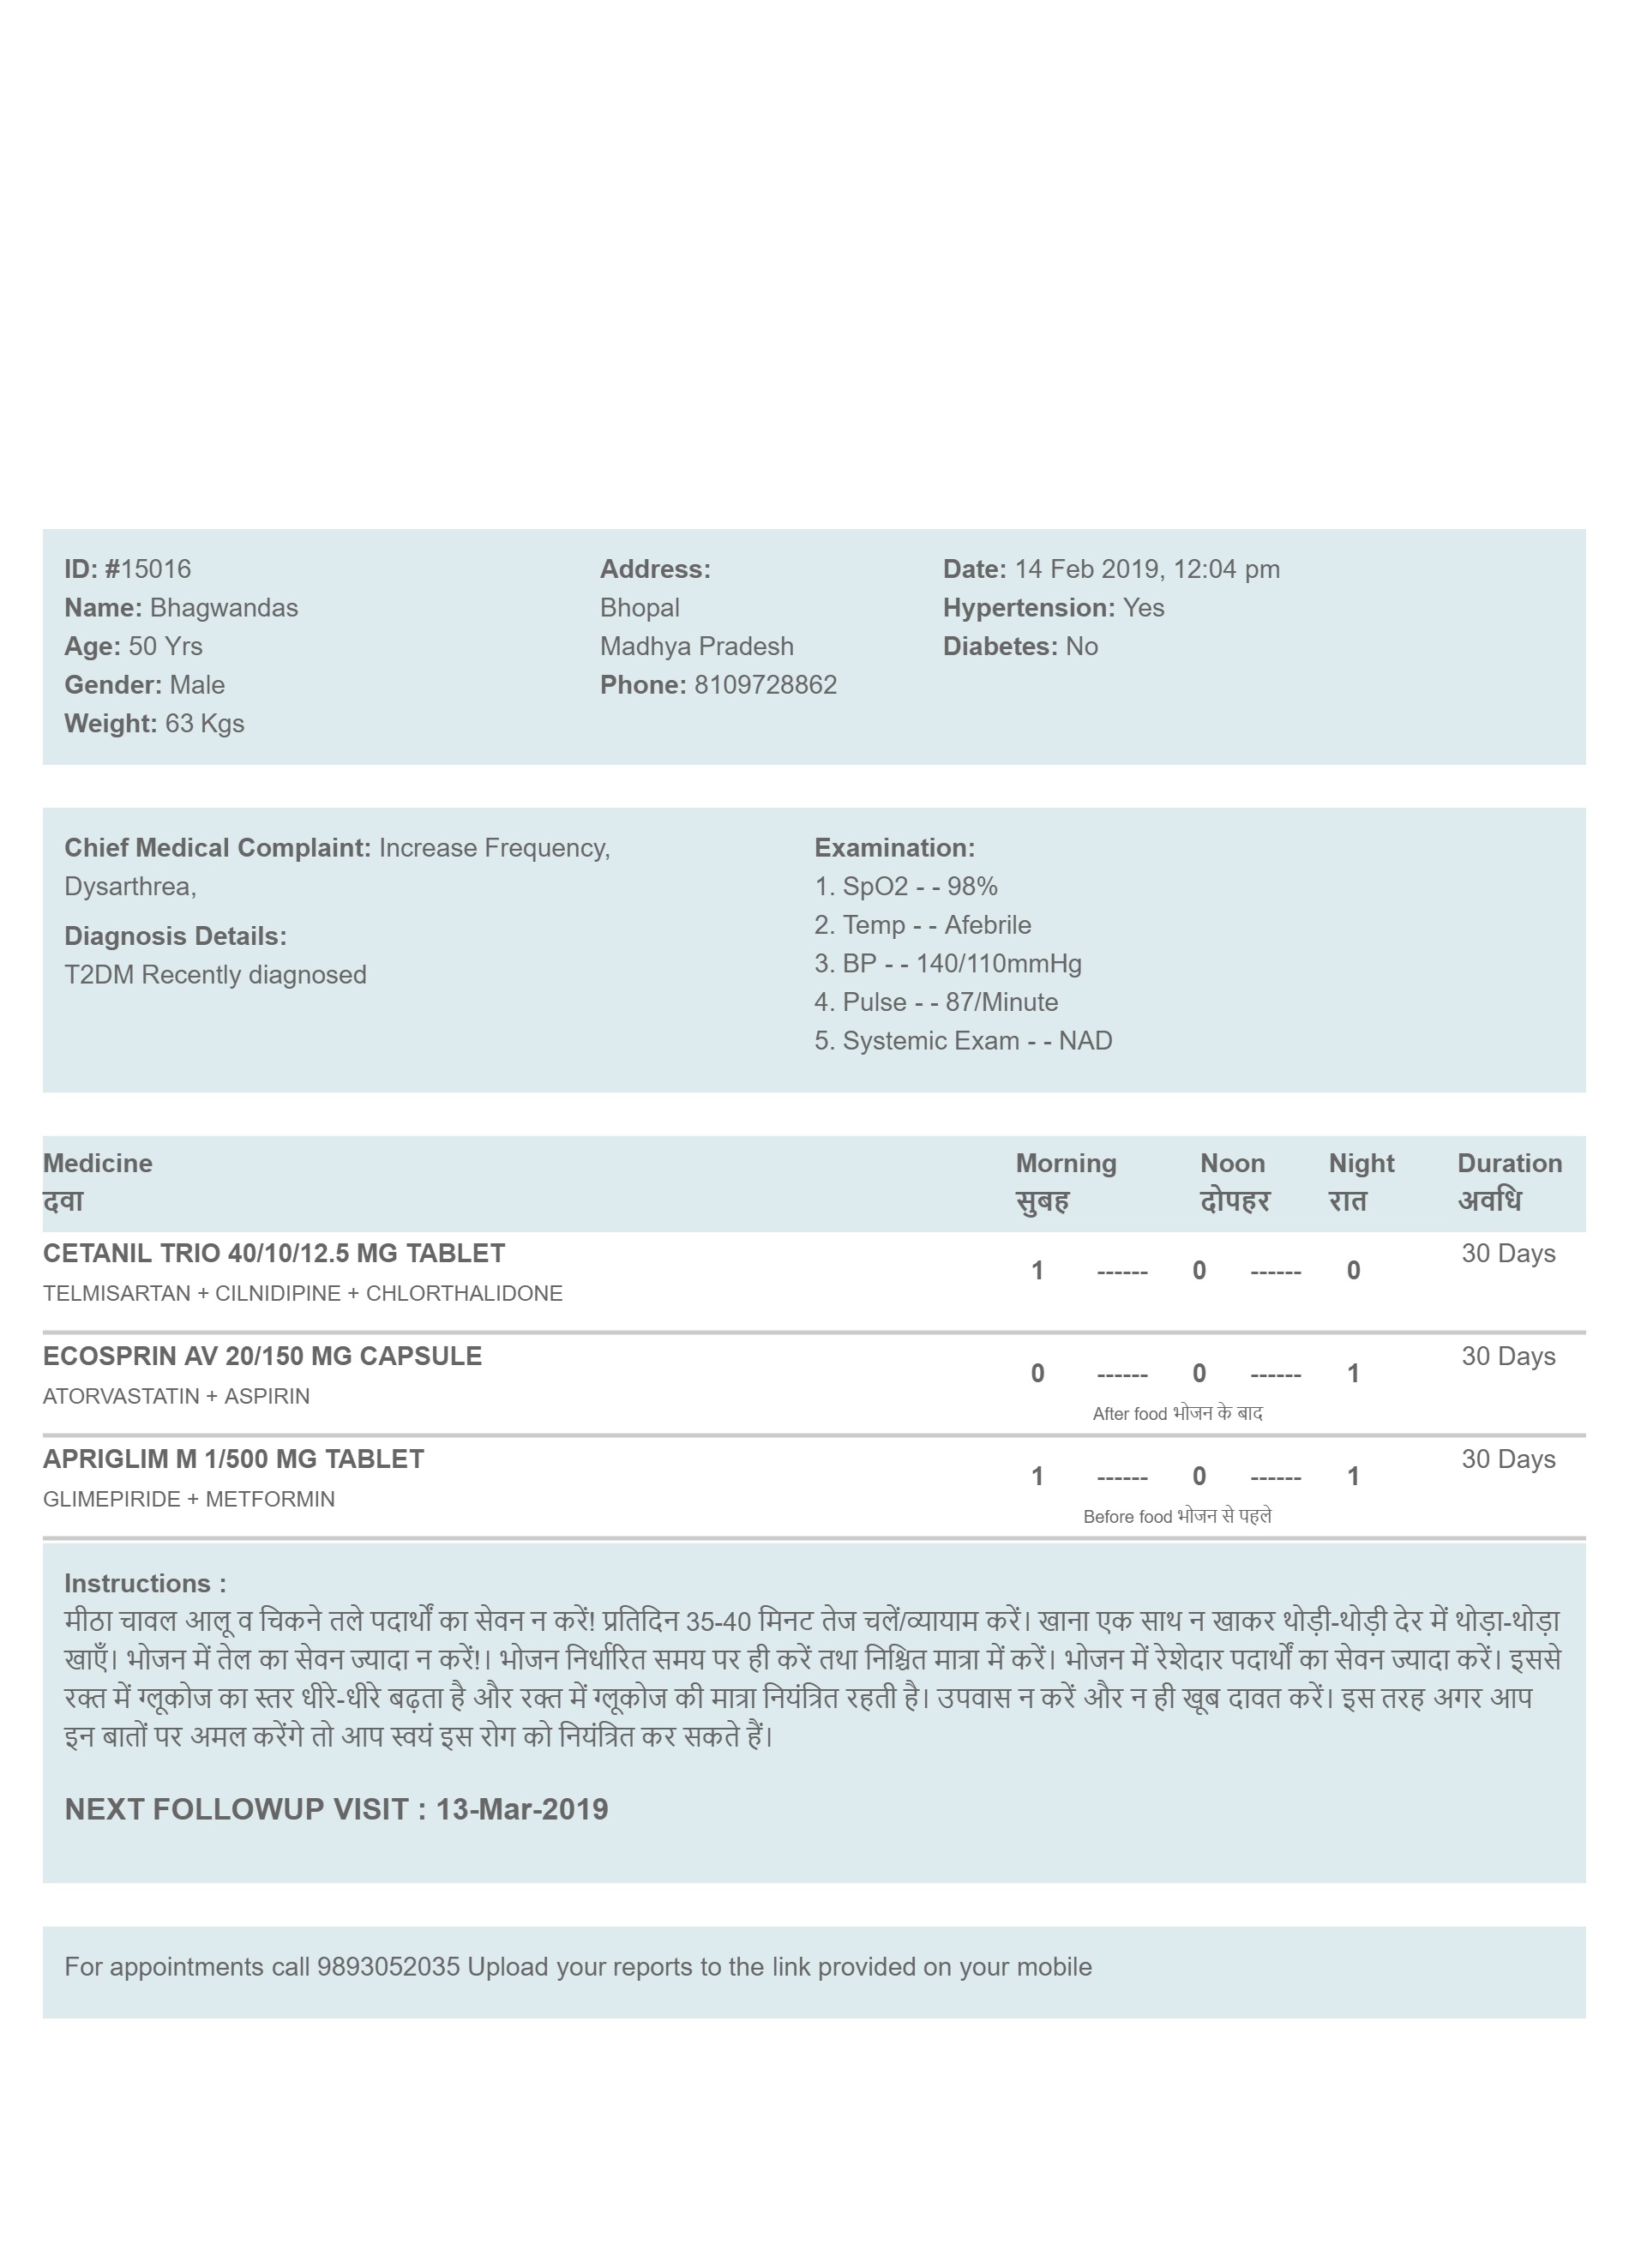 ID: #15016
Name: Bhagwandas
Age: 50 Yrs
Gender: Male
Weight: 63 Kgs
Address:
Bhopal
Madhya Pradesh
Phone: 8109728862
Date: 14 Feb 2019, 12:04 pm
Hypertension: Yes
Diabetes: No
Chief Medical Complaint: Increase Frequency,
Dysarthrea,
Diagnosis Details:
T2DM Recently diagnosed
Examination:
1. SpO2 - - 98%
2. Temp - - Afebrile
3. BP - - 140/110mmHg
4. Pulse - - 87/Minute
5. Systemic Exam - - NAD
Medicine Morning Noon Night Duration
दवा सुबह दोपहर रात अवधि
CETANIL TRIO 40/10/12.5 MG TABLET 1 ------ 0 ------ 0 30 Days
TELMISARTAN + CILNIDIPINE + CHLORTHALIDONE
ECOSPRIN AV 20/150 MG CAPSULE 0 ------ 0 ------ 1 30 Days
ATORVASTATIN + ASPIRIN After food भोजन के बाद
APRIGLIM M 1/500 MG TABLET 1 ------ 0 ------ 1 30 Days
GLIMEPIRIDE + METFORMIN Before food भोजन से पहले
Instructions :
मीठा चावल आलू व चिकने तले पदार्थों का सेवन न करें! प्रतिदिन 35-40 मिनट तेज चलें/व्यायाम करें। खाना एक साथ न खाकर थोड़ी-थोड़ी देर में थोड़ा-थोड़ा
खाएँ। भोजन में तेल का सेवन ज्यादा न करें!। भोजन निर्धारित समय पर ही करें तथा निश्चित मात्रा में करें। भोजन में रेशेदार पदार्थों का सेवन ज्यादा करें। इससे
रक्त में ग्लूकोज का स्तर धीरे-धीरे बढ़ता है और रक्त में ग्लूकोज की मात्रा नियंत्रित रहती है। उपवास न करें और न ही खूब दावत करें। इस तरह अगर आप
इन बातों पर अमल करेंगे तो आप स्वयं इस रोग को नियंत्रित कर सकते हैं।
NEXT FOLLOWUP VISIT : 13-Mar-2019
For appointments call 9893052035 Upload your reports to the link provided on your mobile